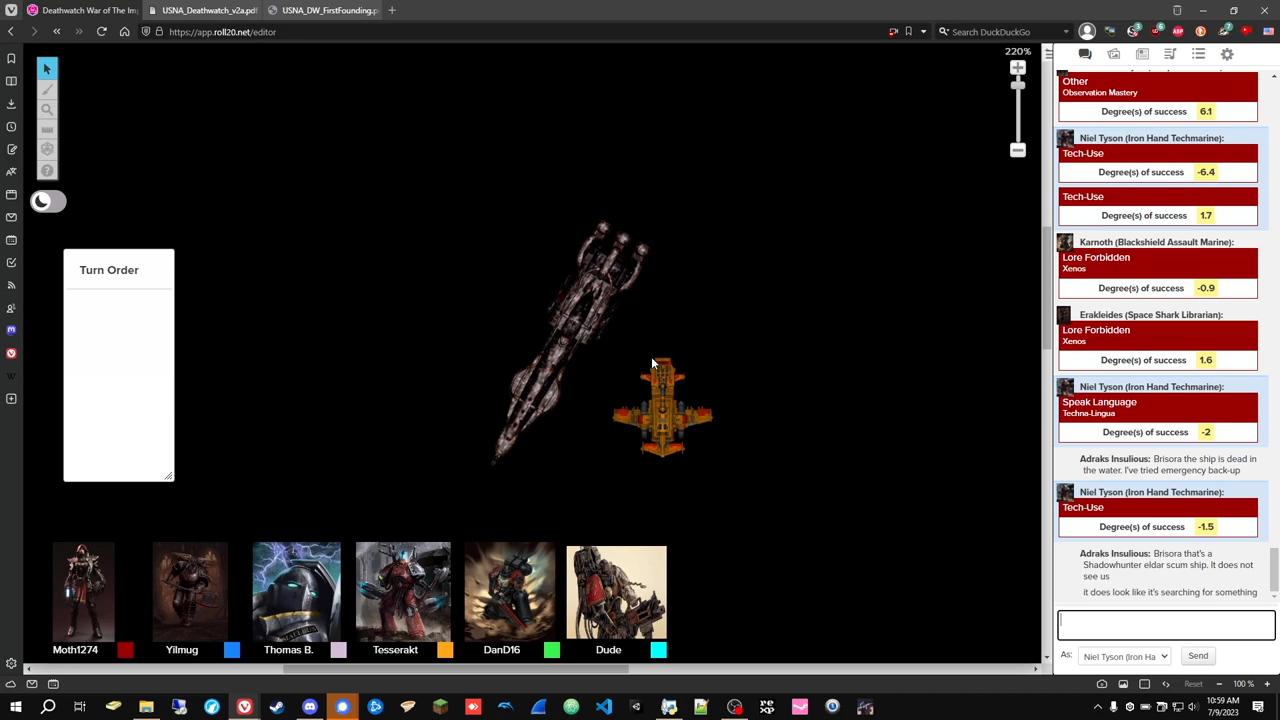 Deathwatch War of The Im
USNA_Deathwatch_v2a.pdf
USNA_DW_FirstFounding.p
https://app.roll20.net/editor
Search DuckDuckGo
220%
Turn Order
Moth1274
Yilmug
Thomas B.
Tesserakt
DanD16
Dude
Other
Observation Mastery
Degree(s) of success 6.1
Niel Tyson (Iron Hand Techmarine):
Tech-Use
Degree(s) of success -6.4
Tech-Use
Degree(s) of success 1.7
Karnoth (Blackshield Assault Marine):
Lore Forbidden
Xenos
Degree(s) of success -0.9
Erakleides (Space Shark Librarian):
Lore Forbidden
Xenos
Degree(s) of success 1.6
Niel Tyson (Iron Hand Techmarine):
Speak Language
Techna-Lingua
Degree(s) of success -2
Adraks Insulious: Brisora the ship is dead in
the water. I've tried emergency back-up
Niel Tyson (Iron Hand Techmarine):
Tech-Use
Degree(s) of success -1.5
Adraks Insulious: Brisora that's a
Shadowhunter eldar scum ship. It does not
see us
it does look like it's searching for something
As: Niel Tyson (Iron Ha
Send
Reset
100 %
10:59 AM
7/9/2023